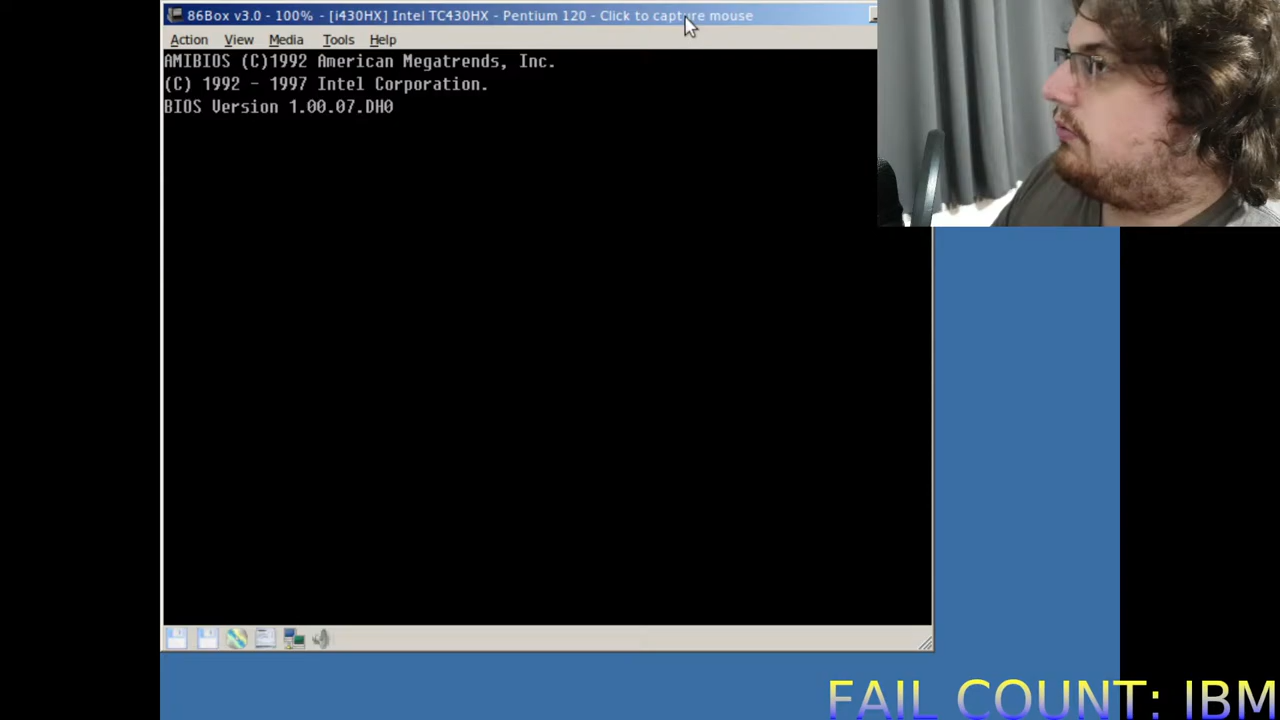 86Box v3.0 - 100% - [i430HX] Intel TC430HX - Pentium 120 - Click to capture mouse
Action View Media Tools Help
AMIBIOS (C)1992 American Megatrends, Inc.
(C) 1992 - 1997 Intel Corporation.
BIOS Version 1.00.07.DH0
FAIL COUNT: IBM